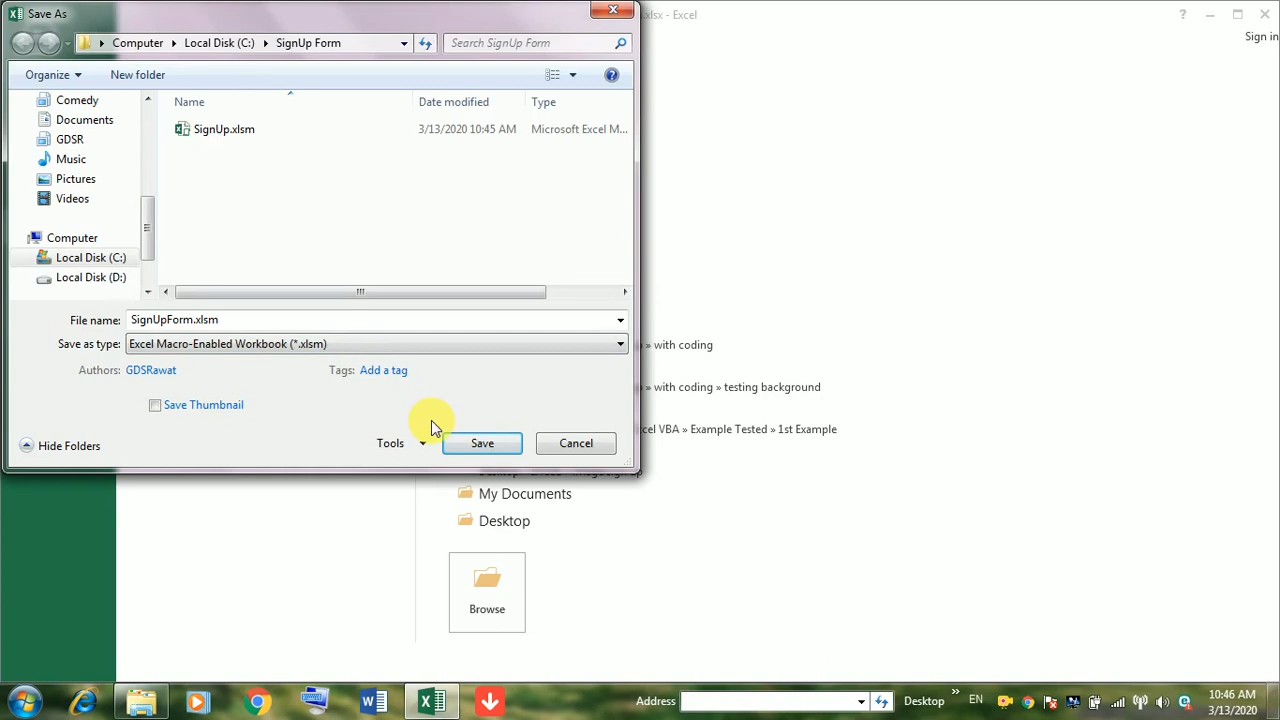 Save As
.xlsx - Excel
?
Sign in
Computer
Local Disk (C:)
SignUp Form
Search SignUp Form
Organize
New folder
Name
Date modified
Type
SignUp.xlsm
3/13/2020 10:45 AM
Microsoft Excel M...
Comedy
Documents
GDSR
Music
Pictures
Videos
Computer
Local Disk (C:)
Local Disk (D:)
File name:
SignUpForm.xlsm
Save as type:
Excel Macro-Enabled Workbook (*.xlsm)
» with coding
Authors:
GDSRawat
Tags:
Add a tag
» with coding » testing background
Save Thumbnail
cel VBA » Example Tested » 1st Example
Hide Folders
Tools
Save
Cancel
My Documents
Desktop
Browse
Address
Desktop
»
EN
10:46 AM
3/13/2020